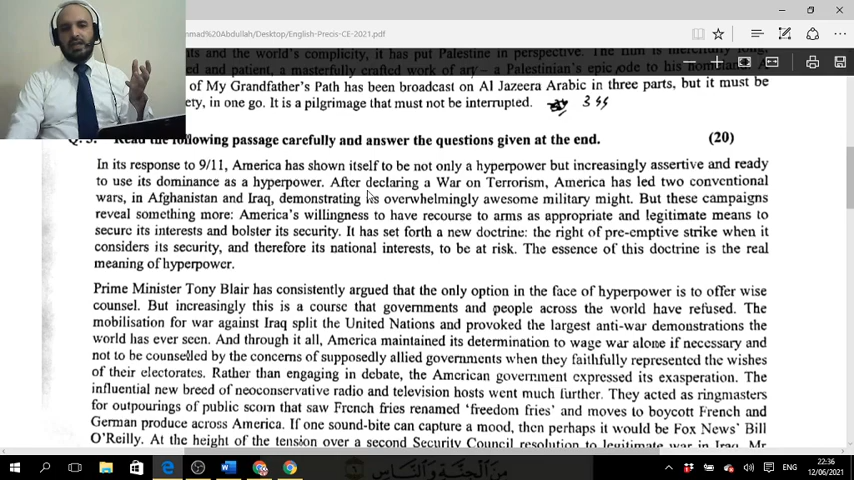 nmad%20Abdullah/Desktop/English-Precis-CE-2021.pdf
nts and the world's complicity, it has put Palestine in perspective. The film is mercifully long,
ed and patient, a masterfully crafted work of art – a Palestinian's epic ode to his homeland. A
of My Grandfather's Path has been broadcast on Al Jazeera Arabic in three parts, but it must be
ety, in one go. It is a pilgrimage that must not be interrupted. 355
Read the following passage carefully and answer the questions given at the end. (20)
In its response to 9/11, America has shown itself to be not only a hyperpower but increasingly assertive and ready
to use its dominance as a hyperpower. After declaring a War on Terrorism, America has led two conventional
wars, in Afghanistan and Iraq, demonstrating its overwhelmingly awesome military might. But these campaigns
reveal something more: America's willingness to have recourse to arms as appropriate and legitimate means to
secure its interests and bolster its security. It has set forth a new doctrine: the right of pre-emptive strike when it
considers its security, and therefore its national interests, to be at risk. The essence of this doctrine is the real
meaning of hyperpower.
Prime Minister Tony Blair has consistently argued that the only option in the face of hyperpower is to offer wise
counsel. But increasingly this is a course that governments and people across the world have refused. The
mobilisation for war against Iraq split the United Nations and provoked the largest anti-war demonstrations the
world has ever seen. And through it all, America maintained its determination to wage war alone if necessary and
not to be counselled by the concerns of supposedly allied governments when they faithfully represented the wishes
of their electorates. Rather than engaging in debate, the American government expressed its exasperation. The
influential new breed of neoconservative radio and television hosts went much further. They acted as ringmasters
for outpourings of public scorn that saw French fries renamed 'freedom fries' and moves to boycott French and
German produce across America. If one sound-bite can capture a mood, then perhaps it would be Fox News' Bill
O'Reilly. At the height of the tension over a second Security Council resolution to legitimate war in Iraq, Mr
مِنَ الْجِنَّةِ وَالنَّاسِ
ENG
22:36
12/06/2021